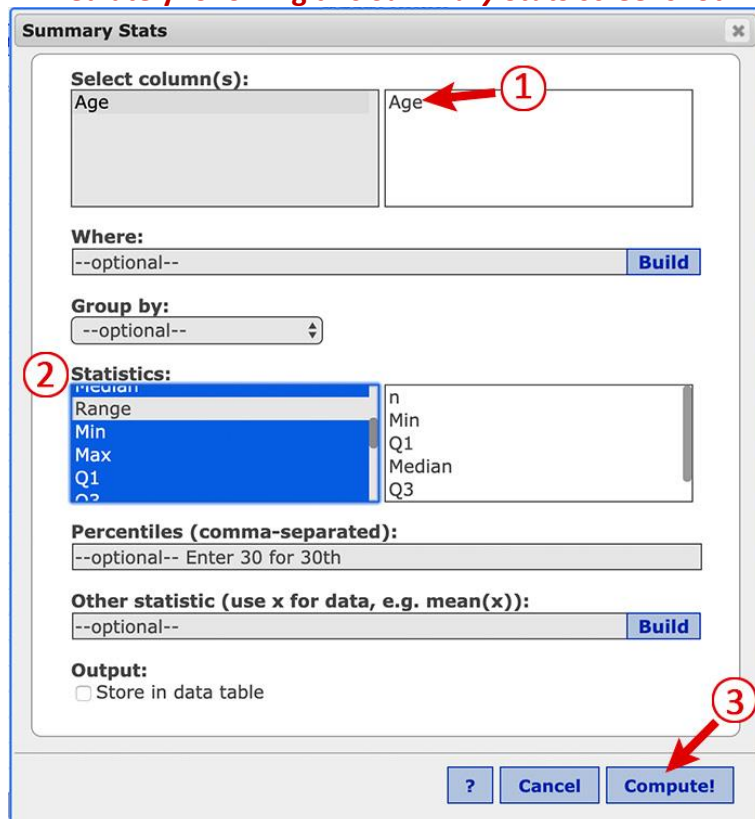 Summary Stats
Select column(s):
Age
Age
1
Where:
--optional--
Build
Group by:
--optional--
2
Statistics:
Median
Range
Min
Max
Q1
Q3
n
Min
Q1
Median
Q3
Percentiles (comma-separated):
--optional-- Enter 30 for 30th
Other statistic (use x for data, e.g. mean(x)):
--optional--
Build
Output:
Store in data table
3
?
Cancel
Compute!